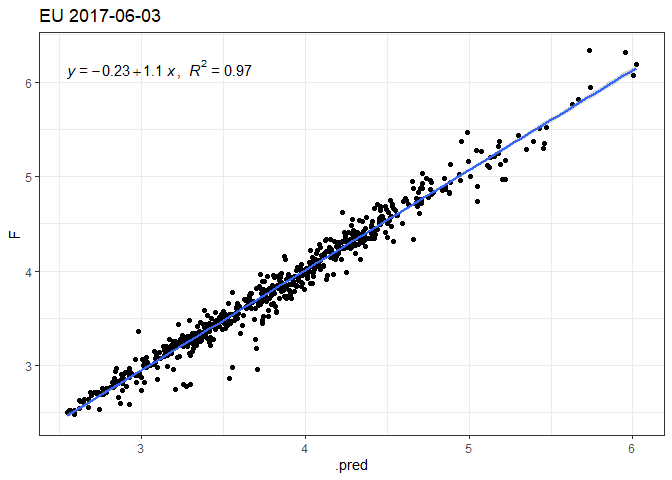 EU 2017-06-03
y = −0.23 + 1.1 x, R² = 0.97
6
5
4
3
F
3 4 5 6
.pred